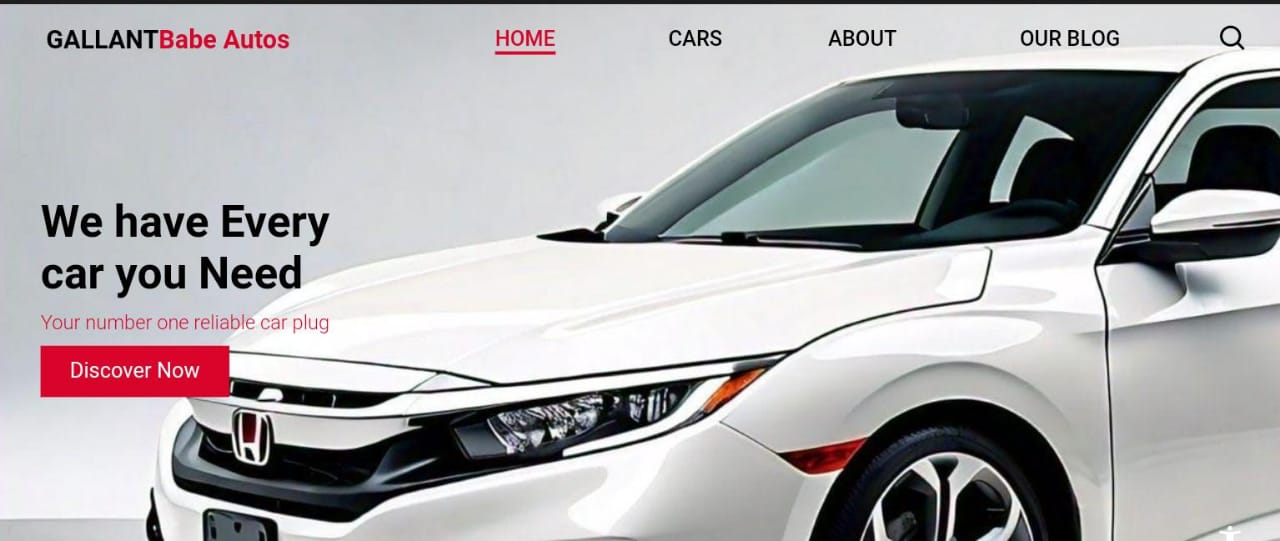 GALLANTBabe Autos
HOME
CARS
ABOUT
OUR BLOG
We have Every
car you Need
Your number one reliable car plug
Discover Now